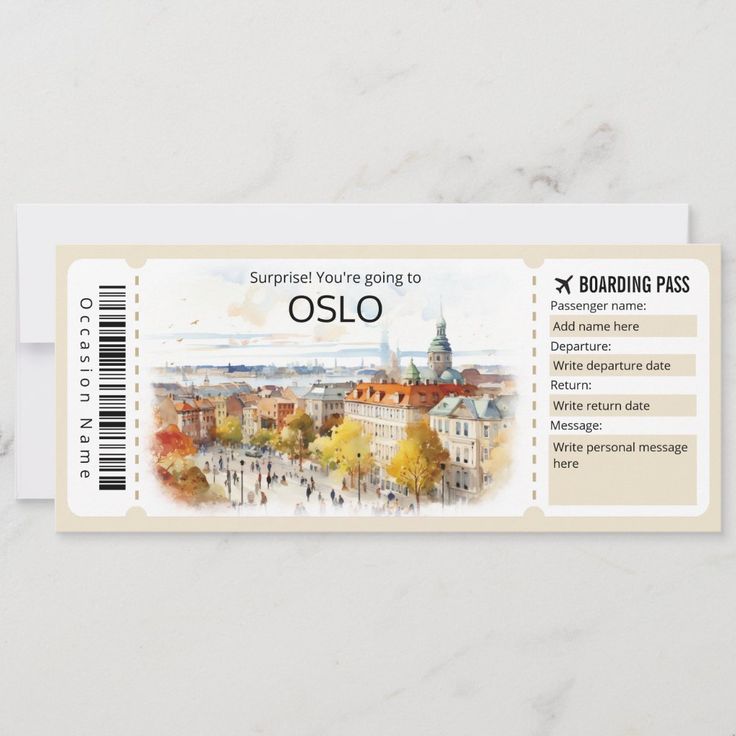 Occasion Name
Surprise! You're going to
OSLO
BOARDING PASS
Passenger name:
Add name here
Departure:
Write departure date
Return:
Write return date
Message:
Write personal message
here